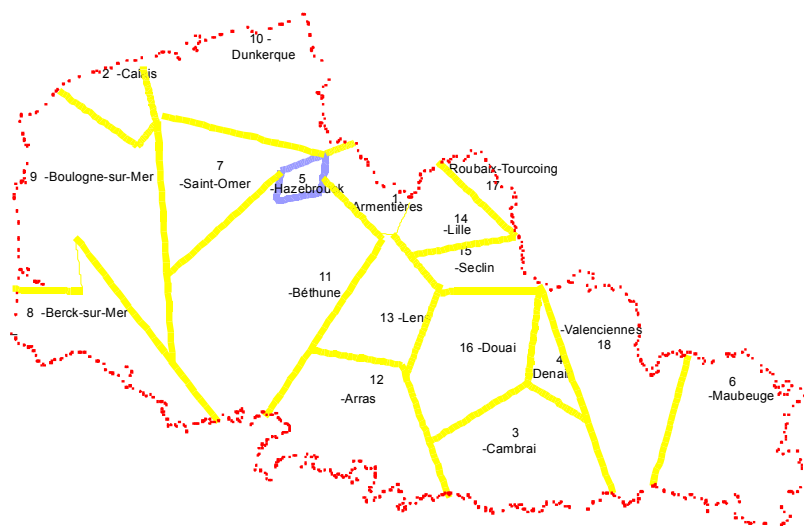 10 -
Dunkerque
2 -Calais
7
-Saint-Omer
9 -Boulogne-sur-Mer
5
-Hazebrouck
1
Armentières
Roubaix-Tourcoing
17
14
-Lille
15
-Seclin
11
-Béthune
8 -Berck-sur-Mer
13 -Lens
-Valenciennes
18
16 -Douai
4
Denain
12
-Arras
6
-Maubeuge
3
-Cambrai